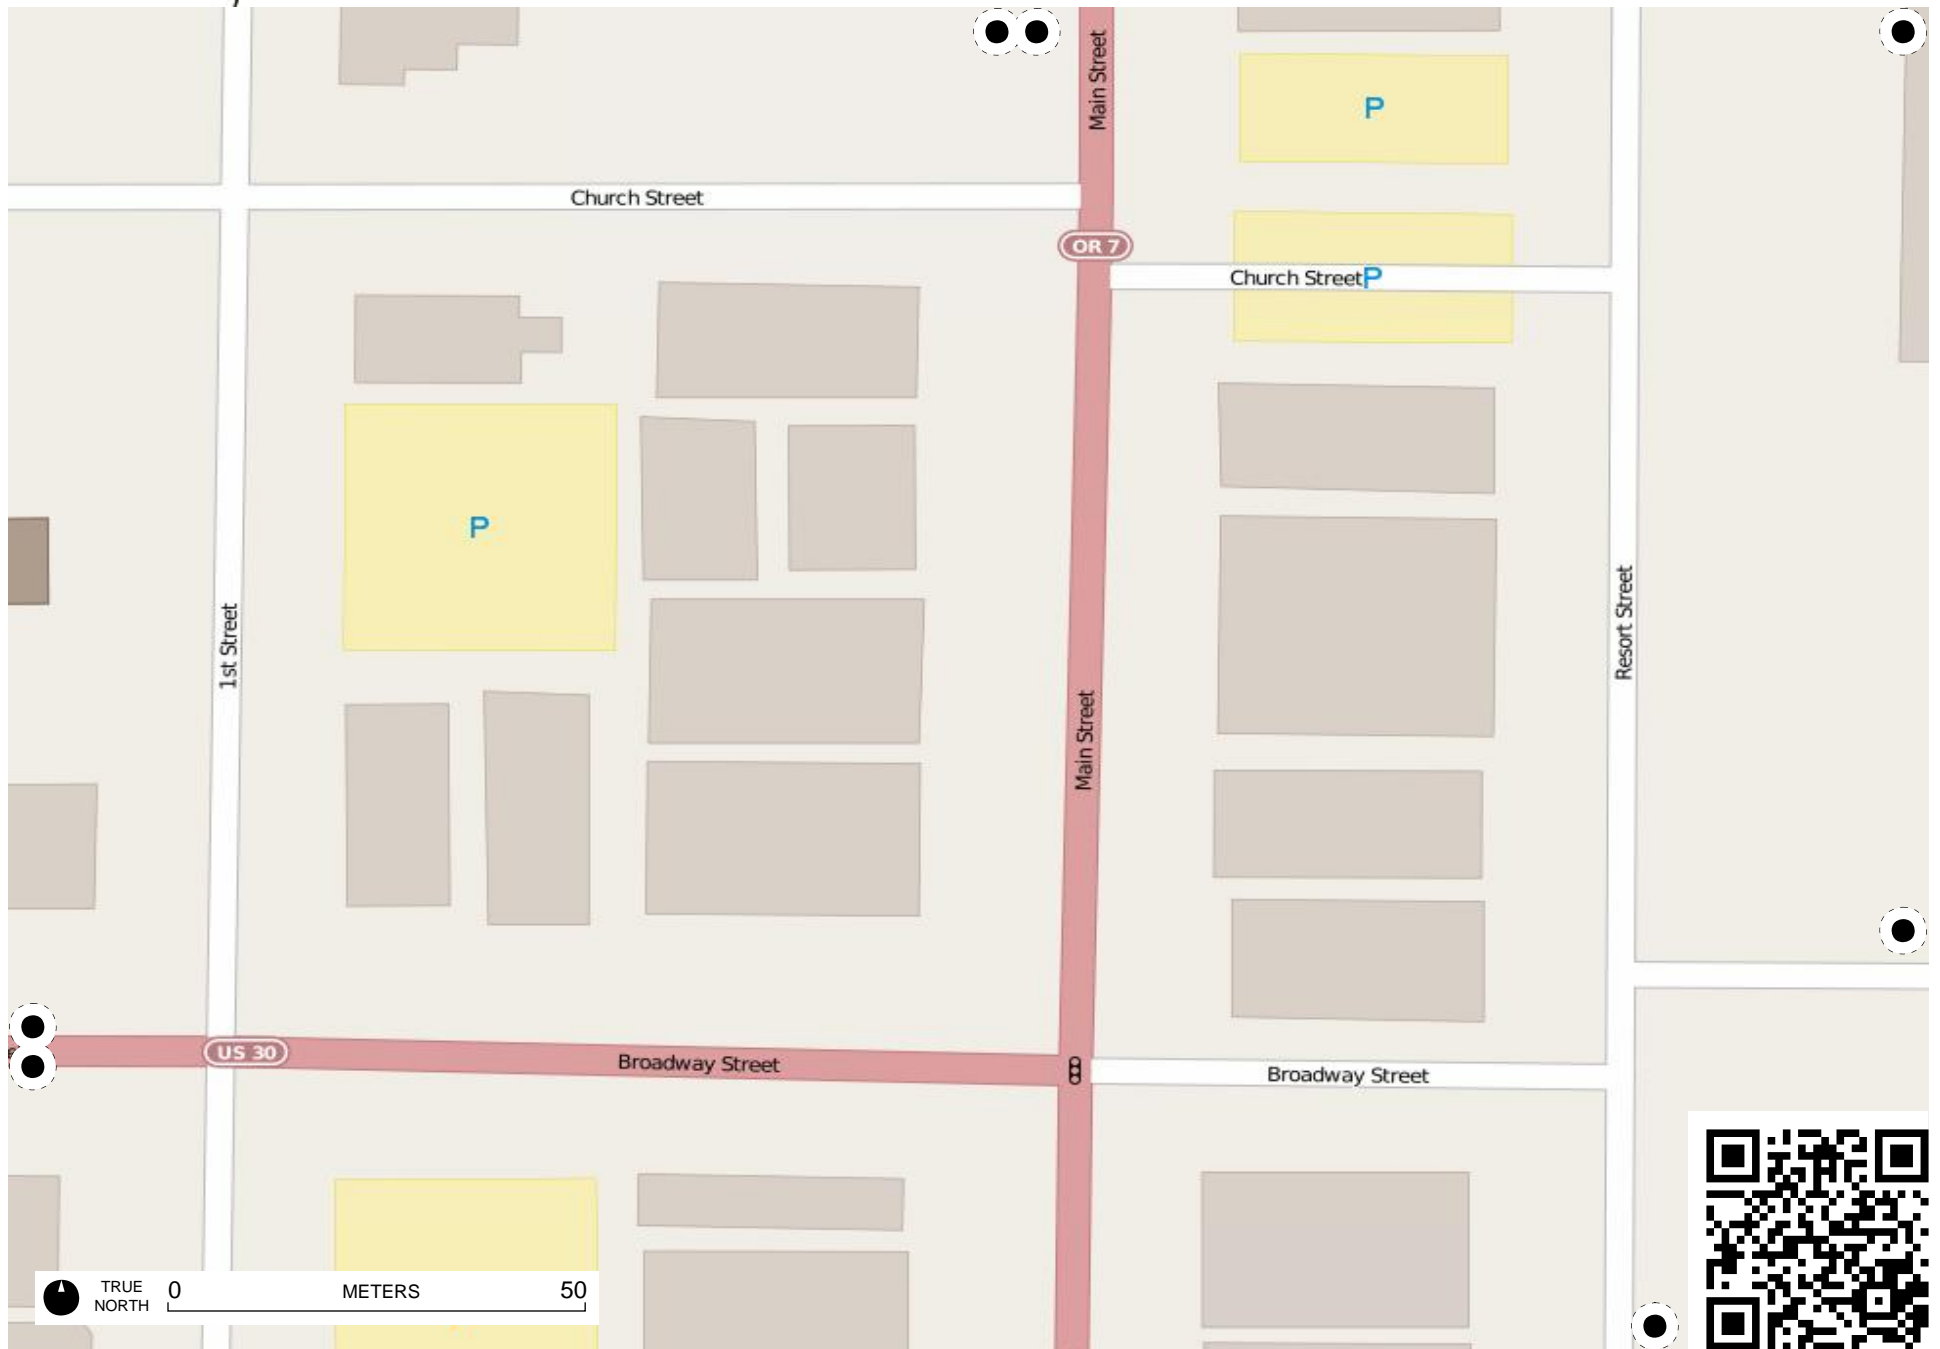 Main Street
P
Church Street
OR 7
Church Street
P
P
1st Street
Resort Street
Main Street
US 30
Broadway Street
Broadway Street
TRUE
NORTH
0
METERS
50